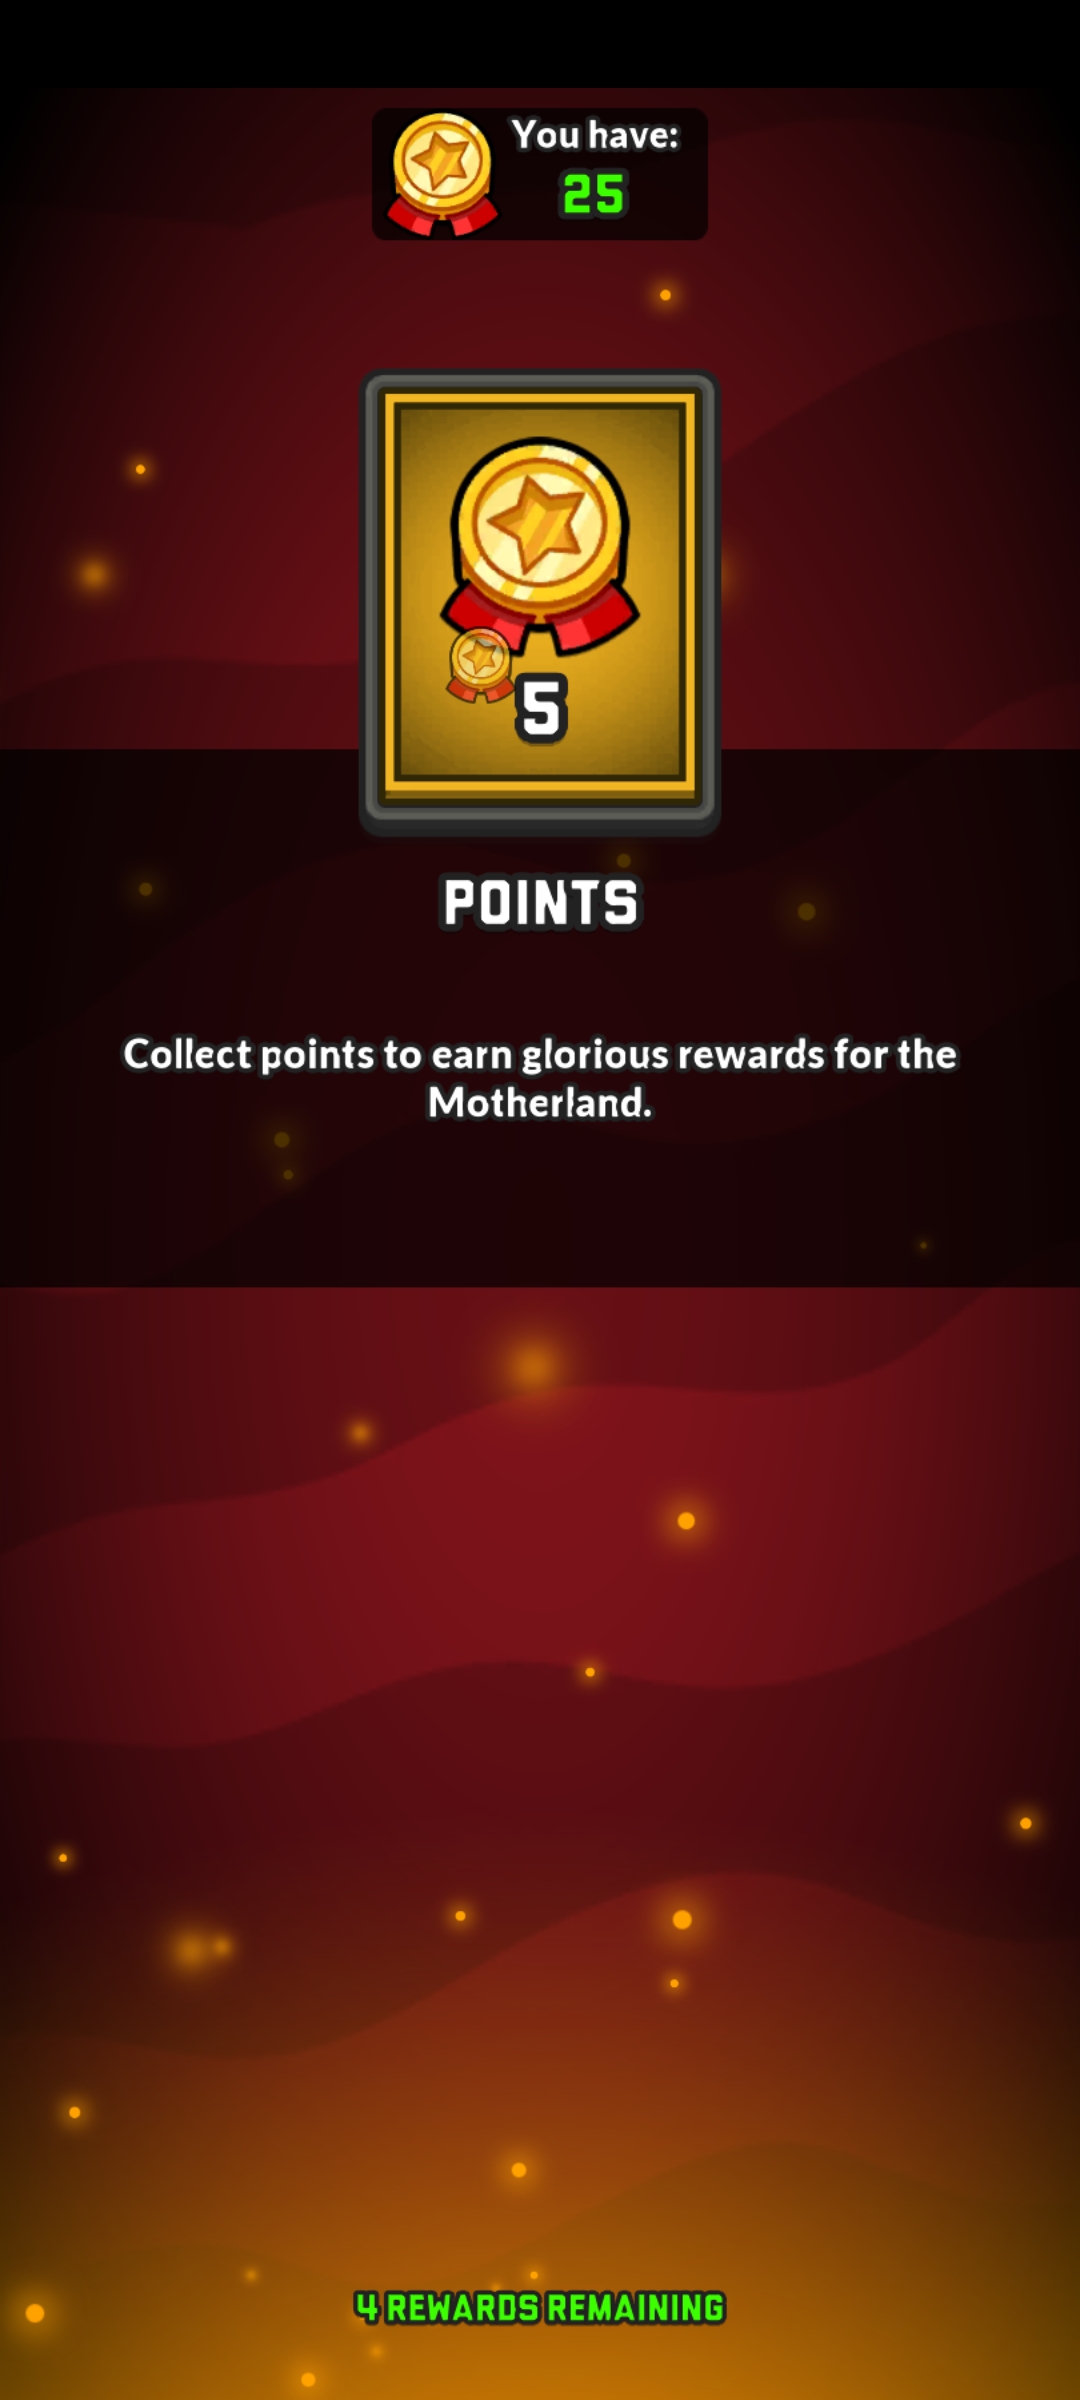 You have:
25
5
POINTS
Collect points to earn glorious rewards for the
Motherland.
4 REWARDS REMAINING